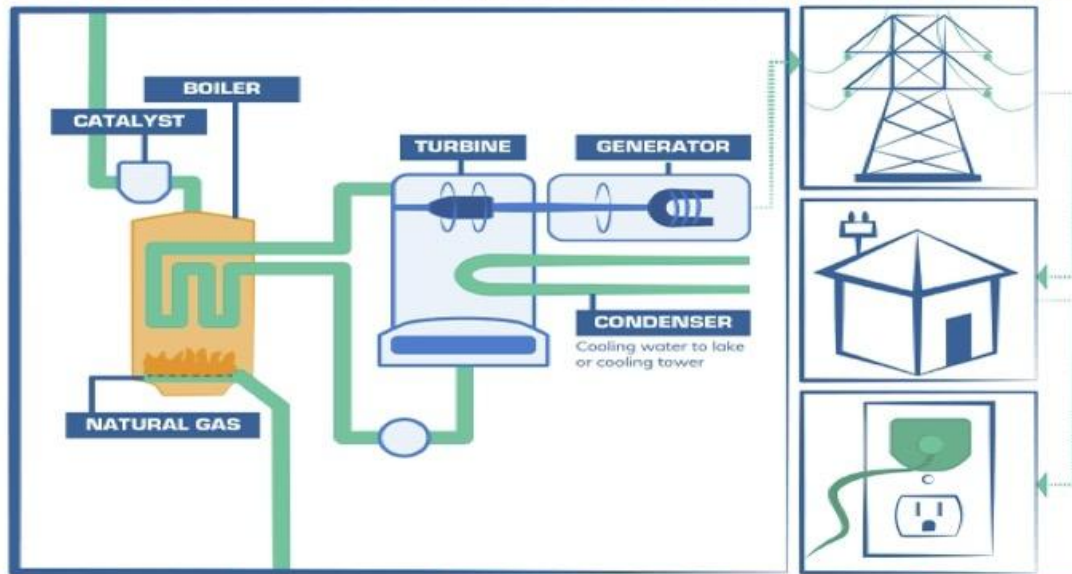 BOILER
CATALYST
TURBINE
GENERATOR
CONDENSER
Cooling water to lake
or cooling tower
NATURAL GAS